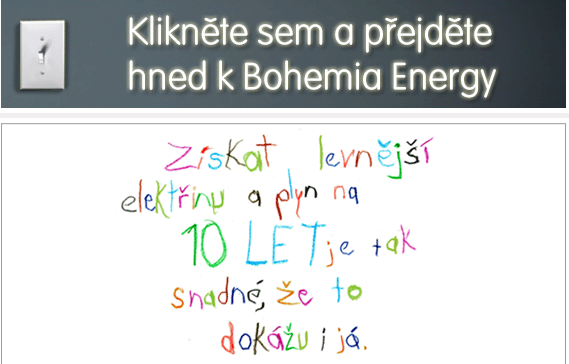 Klikněte sem a přejděte
hned k Bohemia Energy
Získat levnější
elektřinu a plyn na
10 LET je tak
snadné, že to
dokážu i já.